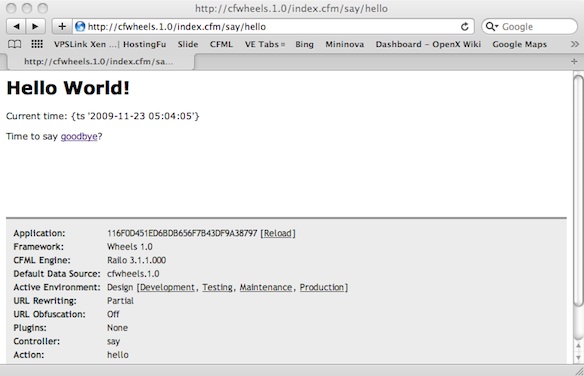 http://cfwheels.1.0/index.cfm/say/hello
http://cfwheels.1.0/index.cfm/say/hello
Google
VPSLink Xen ...| HostingFu
Slide
CFML
VE Tabs
Bing
Mininova
Dashboard - OpenX Wiki
Google Maps
http://cfwheels.1.0/index.cfm/sa...
Hello World!
Current time: {ts '2009-11-23 05:04:05'}
Time to say goodbye?
Application: 116F0D451ED6BDB656F7B43DF9A38797 [Reload]
Framework: Wheels 1.0
CFML Engine: Railo 3.1.1.000
Default Data Source: cfwheels.1.0
Active Environment: Design [Development, Testing, Maintenance, Production]
URL Rewriting: Partial
URL Obfuscation: Off
Plugins: None
Controller: say
Action: hello